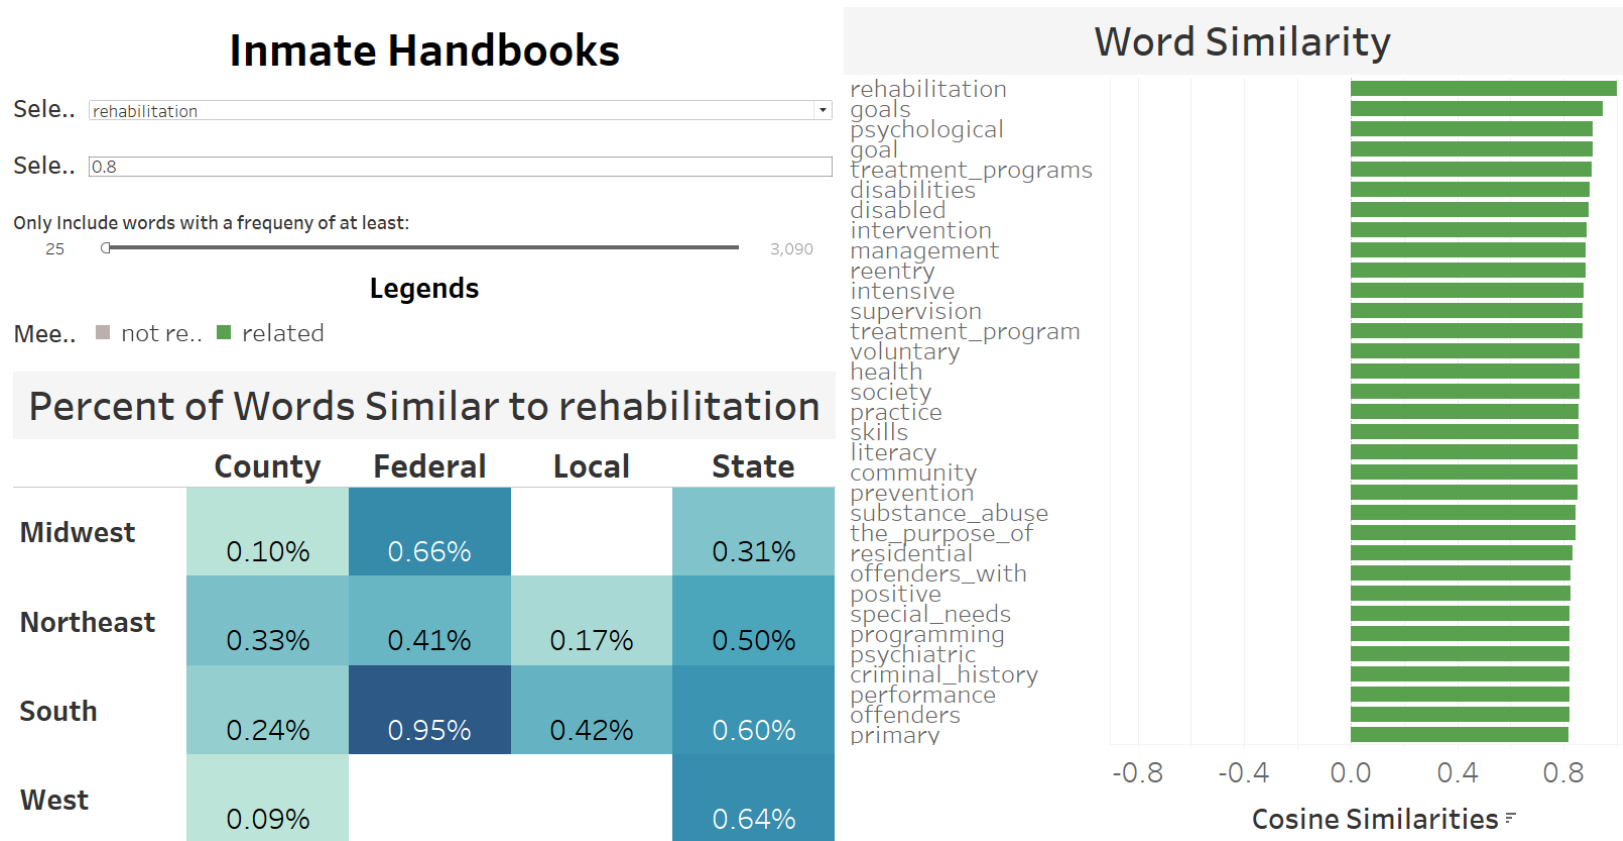 Inmate Handbooks
Sele.. rehabilitation
Sele.. 0.8
Only Include words with a frequeny of at least:
25 3,090
Legends
Mee.. not re.. related
Percent of Words Similar to rehabilitation
County Federal Local State
Midwest 0.10% 0.66% 0.31%
Northeast 0.33% 0.41% 0.17% 0.50%
South 0.24% 0.95% 0.42% 0.60%
West 0.09% 0.64%
Word Similarity
rehabilitation
goals
psychological
goal
treatment_programs
disabilities
disabled
intervention
management
reentry
intensive
supervision
treatment_program
voluntary
health
society
practice
skills
literacy
community
prevention
substance_abuse
the_purpose_of
residential
offenders_with
positive
special_needs
programming
psychiatric
criminal_history
performance
offenders
primary
-0.8 -0.4 0.0 0.4 0.8
Cosine Similarities